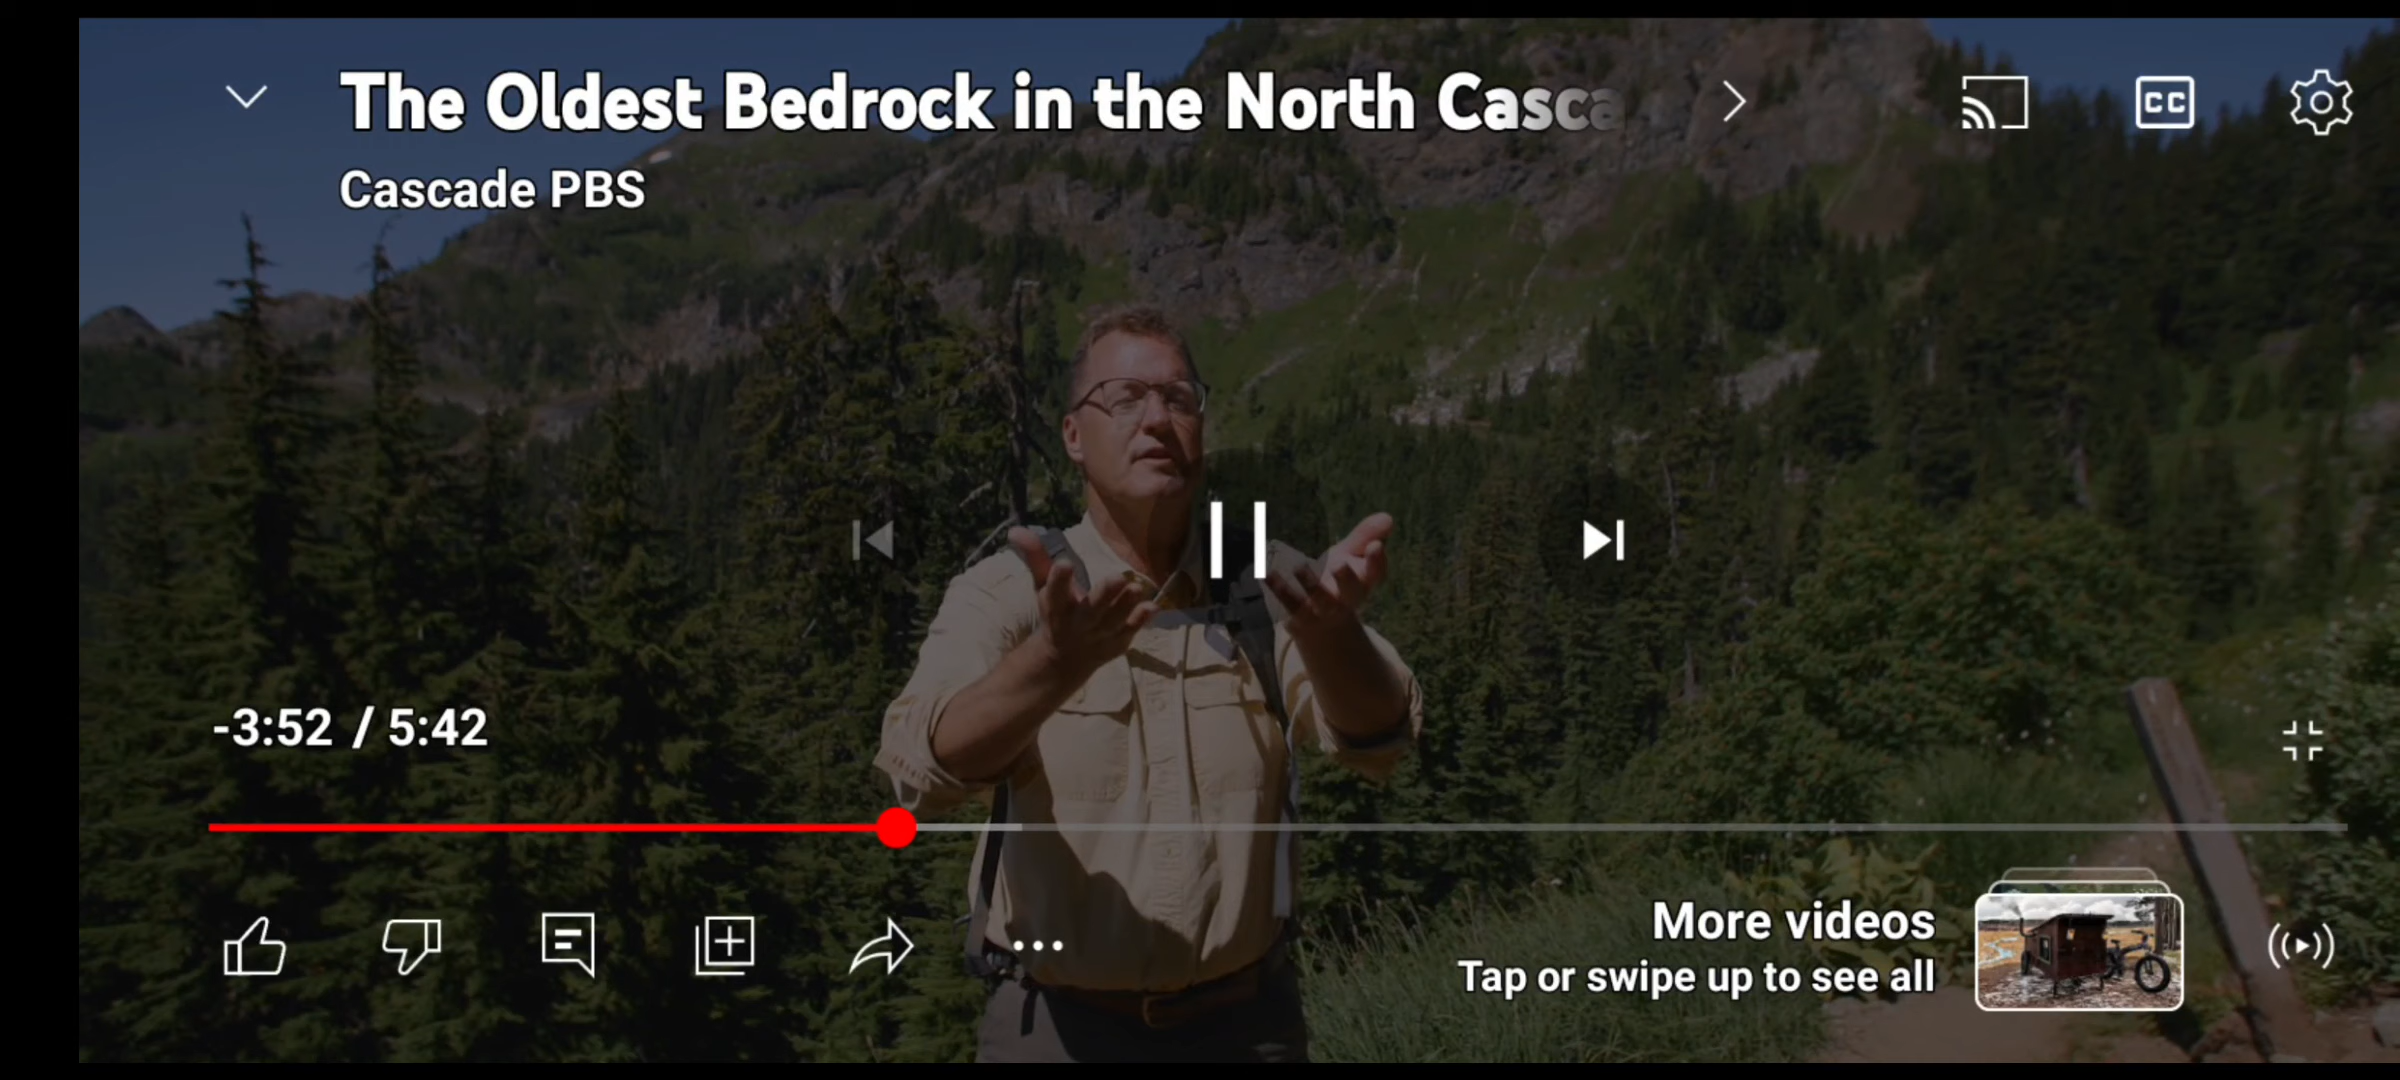 The Oldest Bedrock in the North Casca
Cascade PBS
CC
-3:52 / 5:42
More videos
Tap or swipe up to see all